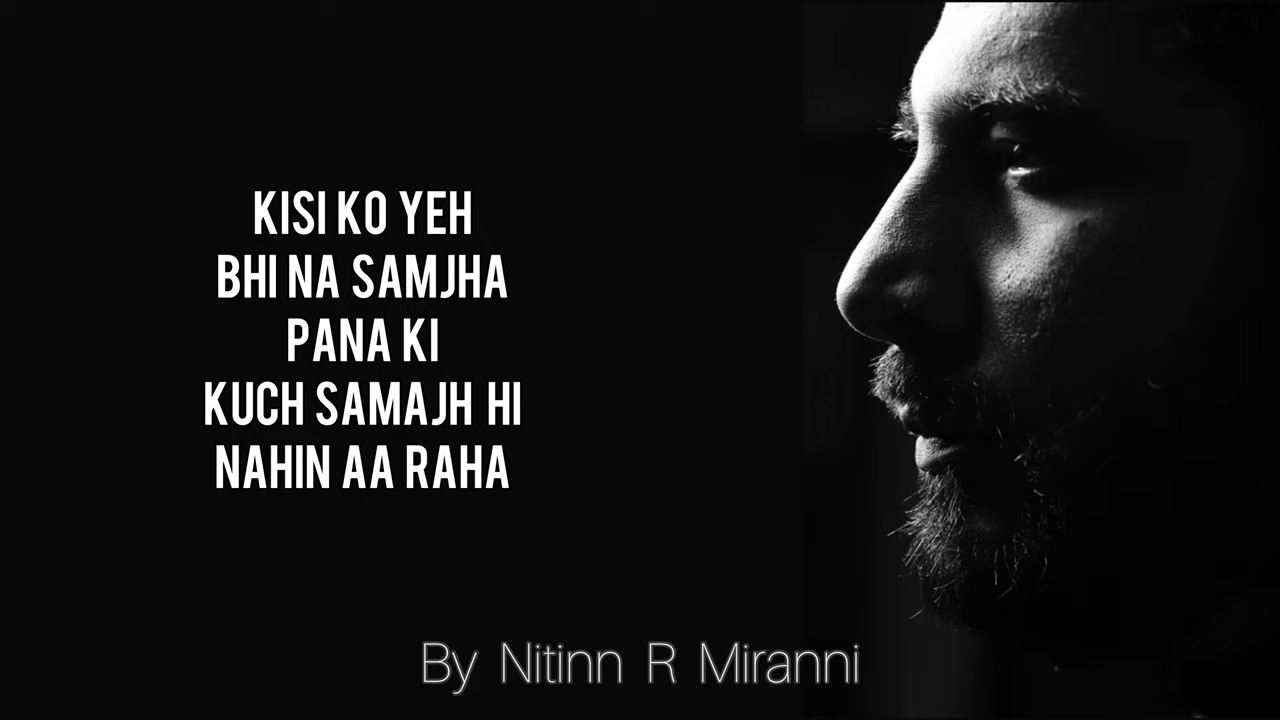 KISI KO YEH
BHI NA SAMJHA
PANA KI
KUCH SAMAJH HI
NAHIN AA RAHA
By Nitinn R Miranni